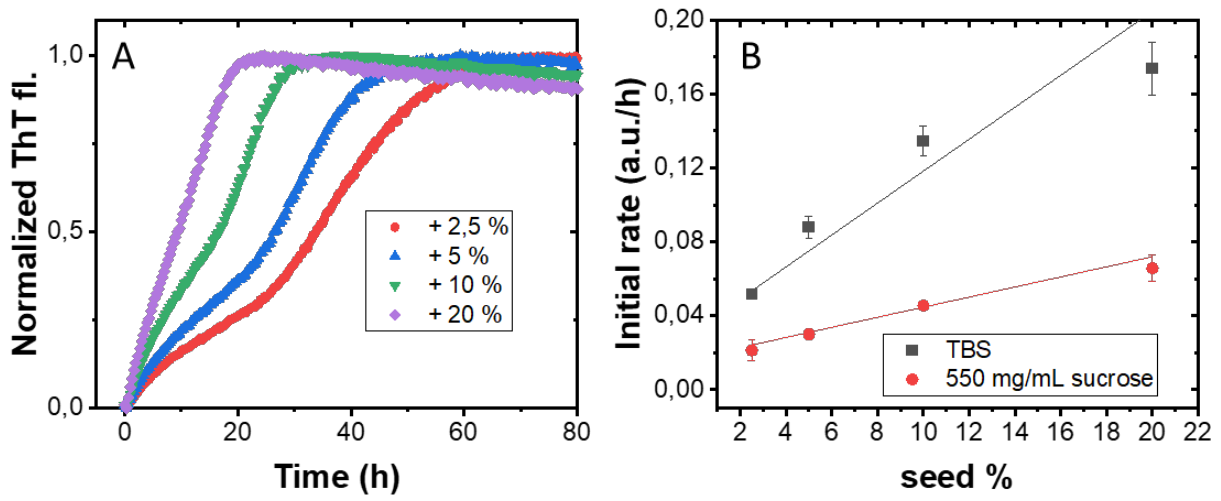 A
Normalized ThT fl.
1.0
0,5
0,0
0
20
40
60
80
Time (h)
+ 2,5 %
+ 5 %
+ 10 %
+ 20 %
B
Initial rate (a.u./h)
0,20
0,16
0,12
0,08
0,04
0,00
2
4
6
8
10
12
14
16
18
20
22
seed %
TBS
550 mg/mL sucrose